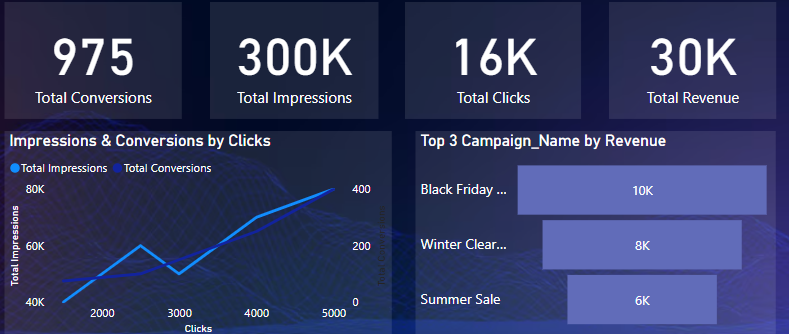 975
Total Conversions
300K
Total Impressions
16K
Total Clicks
30K
Total Revenue
Impressions & Conversions by Clicks
Total Impressions Total Conversions
80K
60K
40K
Total Impressions
400
200
0
Total Conversions
2000 3000 4000 5000
Clicks
Top 3 Campaign_Name by Revenue
Black Friday ... 10K
Winter Clear... 8K
Summer Sale 6K